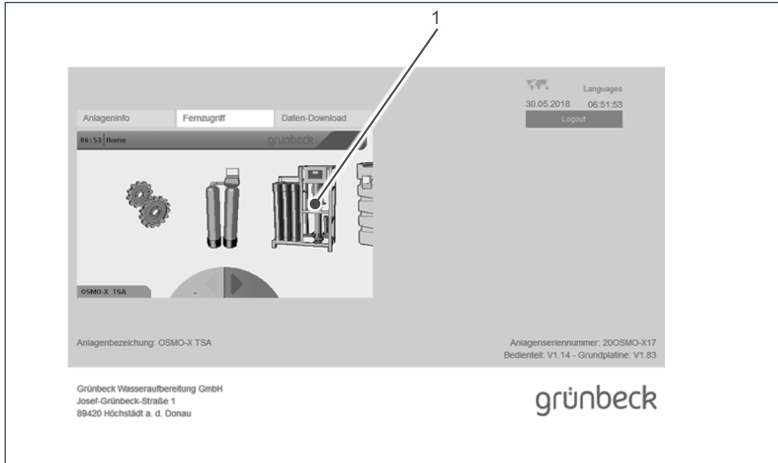 1
Languages
30.05.2018 06:51:53
Logout
Anlageninfo Fernzugriff Daten-Download
06:53 Home grünbeck
OSMO-X TSA
Anlagenbezeichung: OSMO-X TSA
Anlagenseriennummer: 20OSMO-X17
Bedienteil: V1.14 - Grundplatine: V1.83
Grünbeck Wasseraufbereitung GmbH
Josef-Grünbeck-Straße 1
89420 Höchstädt a. d. Donau
grünbeck